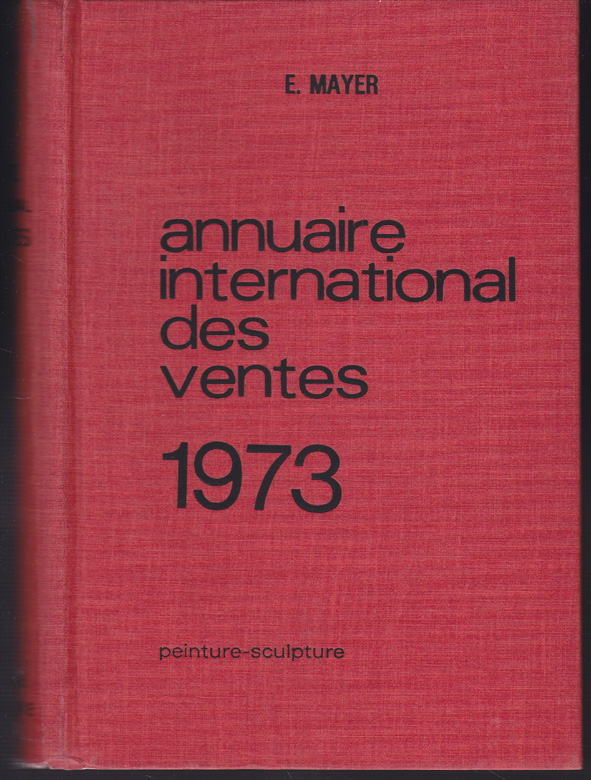 E. MAYER
annuaire
international
des
ventes
1973
peinture-sculpture